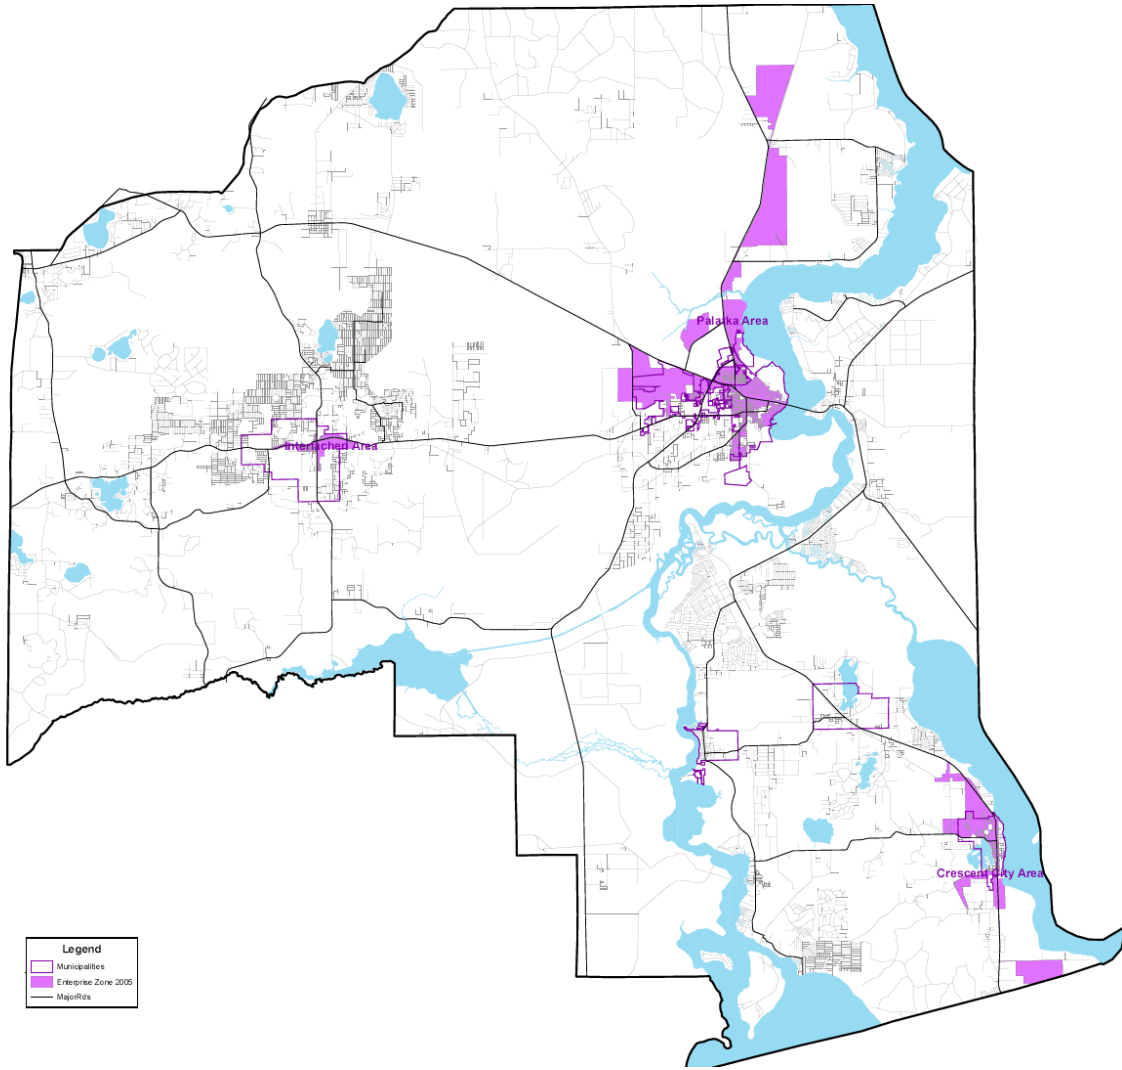 Palatka Area
Interlachen Area
Crescent City Area
Legend
Municipalities
Enterprise Zone 2005
MajorRds